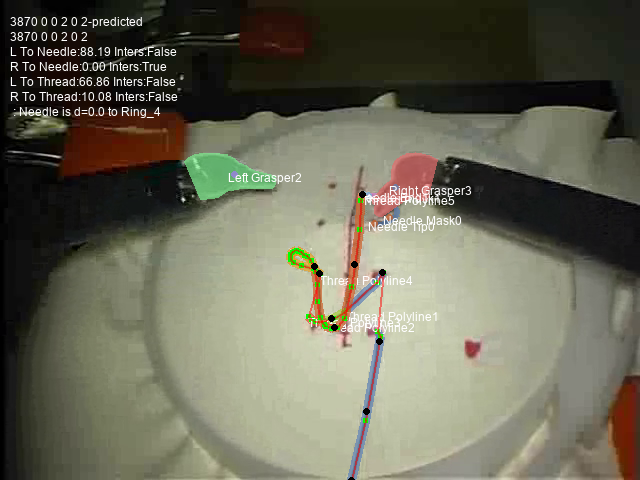 3870 0 0 2 0 2-predicted
3870 0 0 2 0 2
L To Needle:88.19 Inters:False
R To Needle:0.00 Inters:True
L To Thread:66.86 Inters:False
R To Thread:10.08 Inters:False
Needle is d=0.0 to Ring_4
Left Grasper2
Right Grasper3
Thread Polyline5
Needle Mask0
Needle Tip0
Thread Polyline4
Thread Polyline1
Polyline2